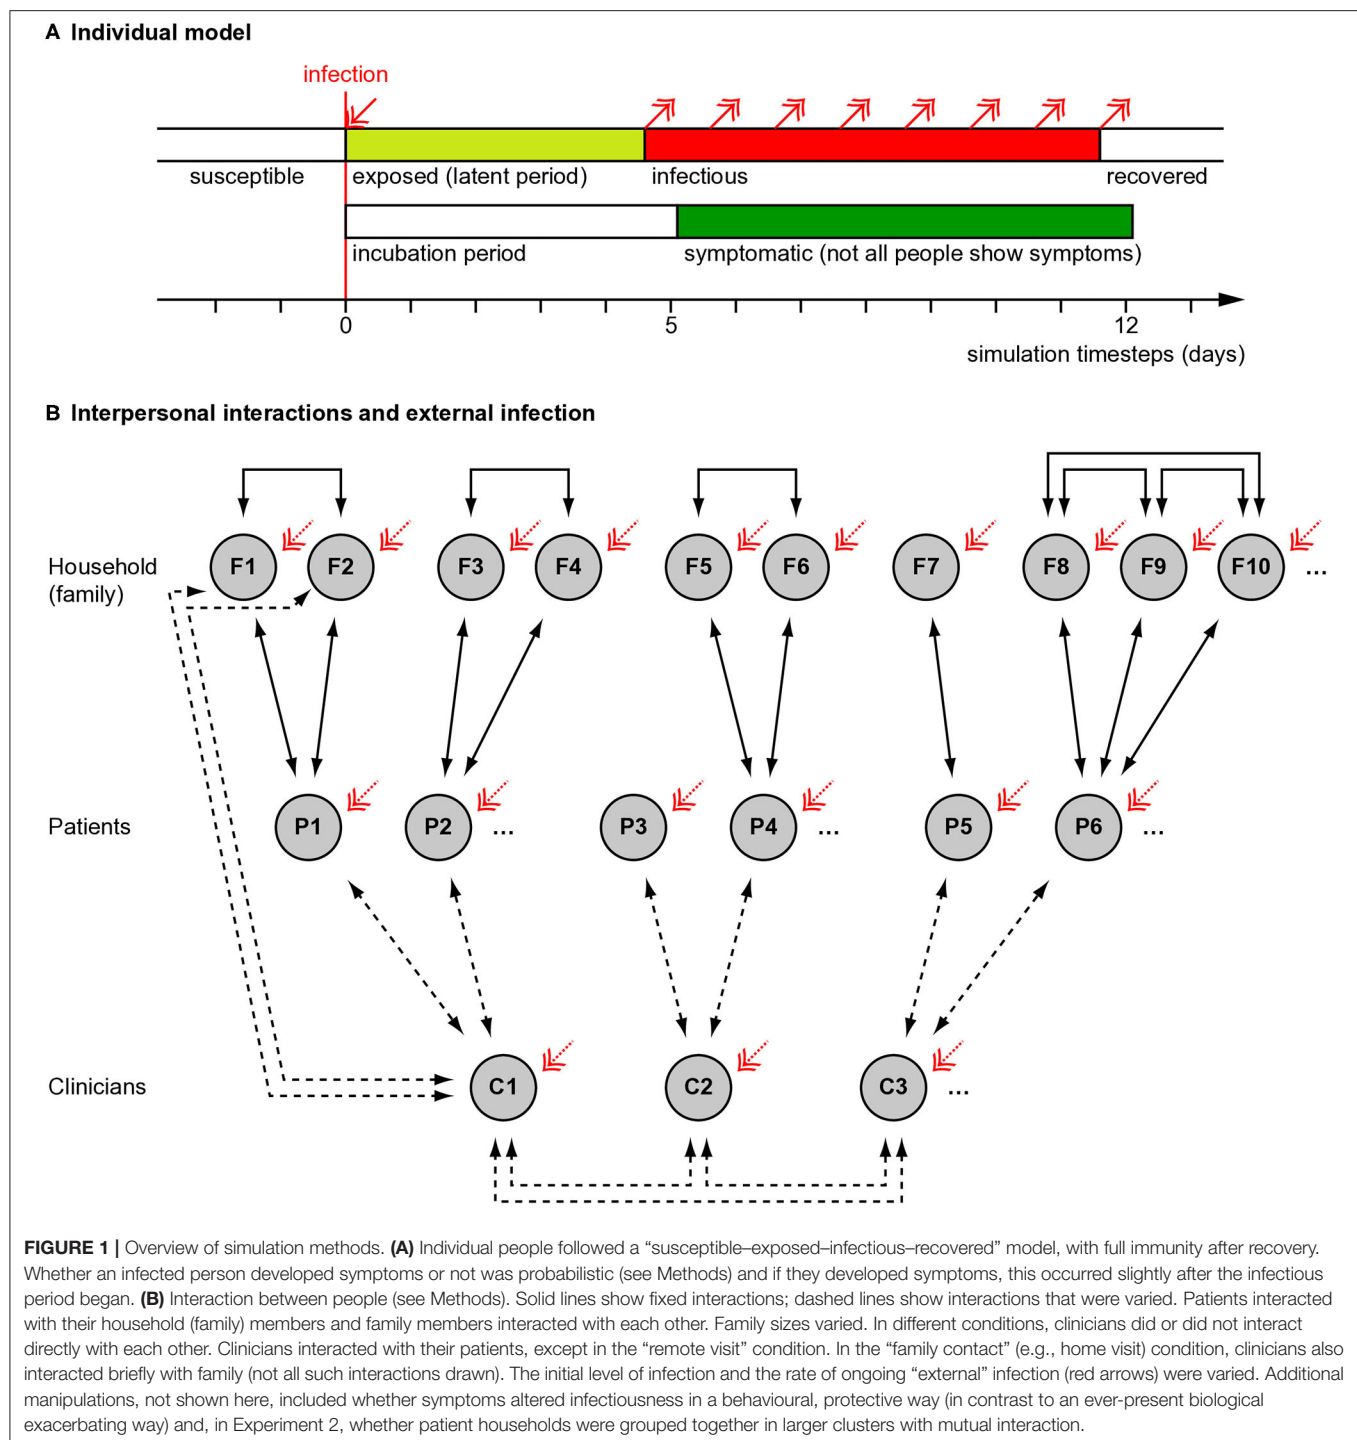 A Individual model
infection
susceptible
exposed (latent period)
infectious
recovered
incubation period
symptomatic (not all people show symptoms)
0
5
12
simulation timesteps (days)
B Interpersonal interactions and external infection
Household
(family)
F1
F2
F3
F4
F5
F6
F7
F8
F9
F10
...
Patients
P1
P2
...
P3
P4
...
P5
P6
...
Clinicians
C1
C2
C3
...
FIGURE 1 | Overview of simulation methods. (A) Individual people followed a “susceptible–exposed–infectious–recovered” model, with full immunity after recovery.
Whether an infected person developed symptoms or not was probabilistic (see Methods) and if they developed symptoms, this occurred slightly after the infectious
period began. (B) Interaction between people (see Methods). Solid lines show fixed interactions; dashed lines show interactions that were varied. Patients interacted
with their household (family) members and family members interacted with each other. Family sizes varied. In different conditions, clinicians did or did not interact
directly with each other. Clinicians interacted with their patients, except in the “remote visit” condition. In the “family contact” (e.g., home visit) condition, clinicians also
interacted briefly with family (not all such interactions drawn). The initial level of infection and the rate of ongoing “external” infection (red arrows) were varied. Additional
manipulations, not shown here, included whether symptoms altered infectiousness in a behavioural, protective way (in contrast to an ever-present biological
exacerbating way) and, in Experiment 2, whether patient households were grouped together in larger clusters with mutual interaction.